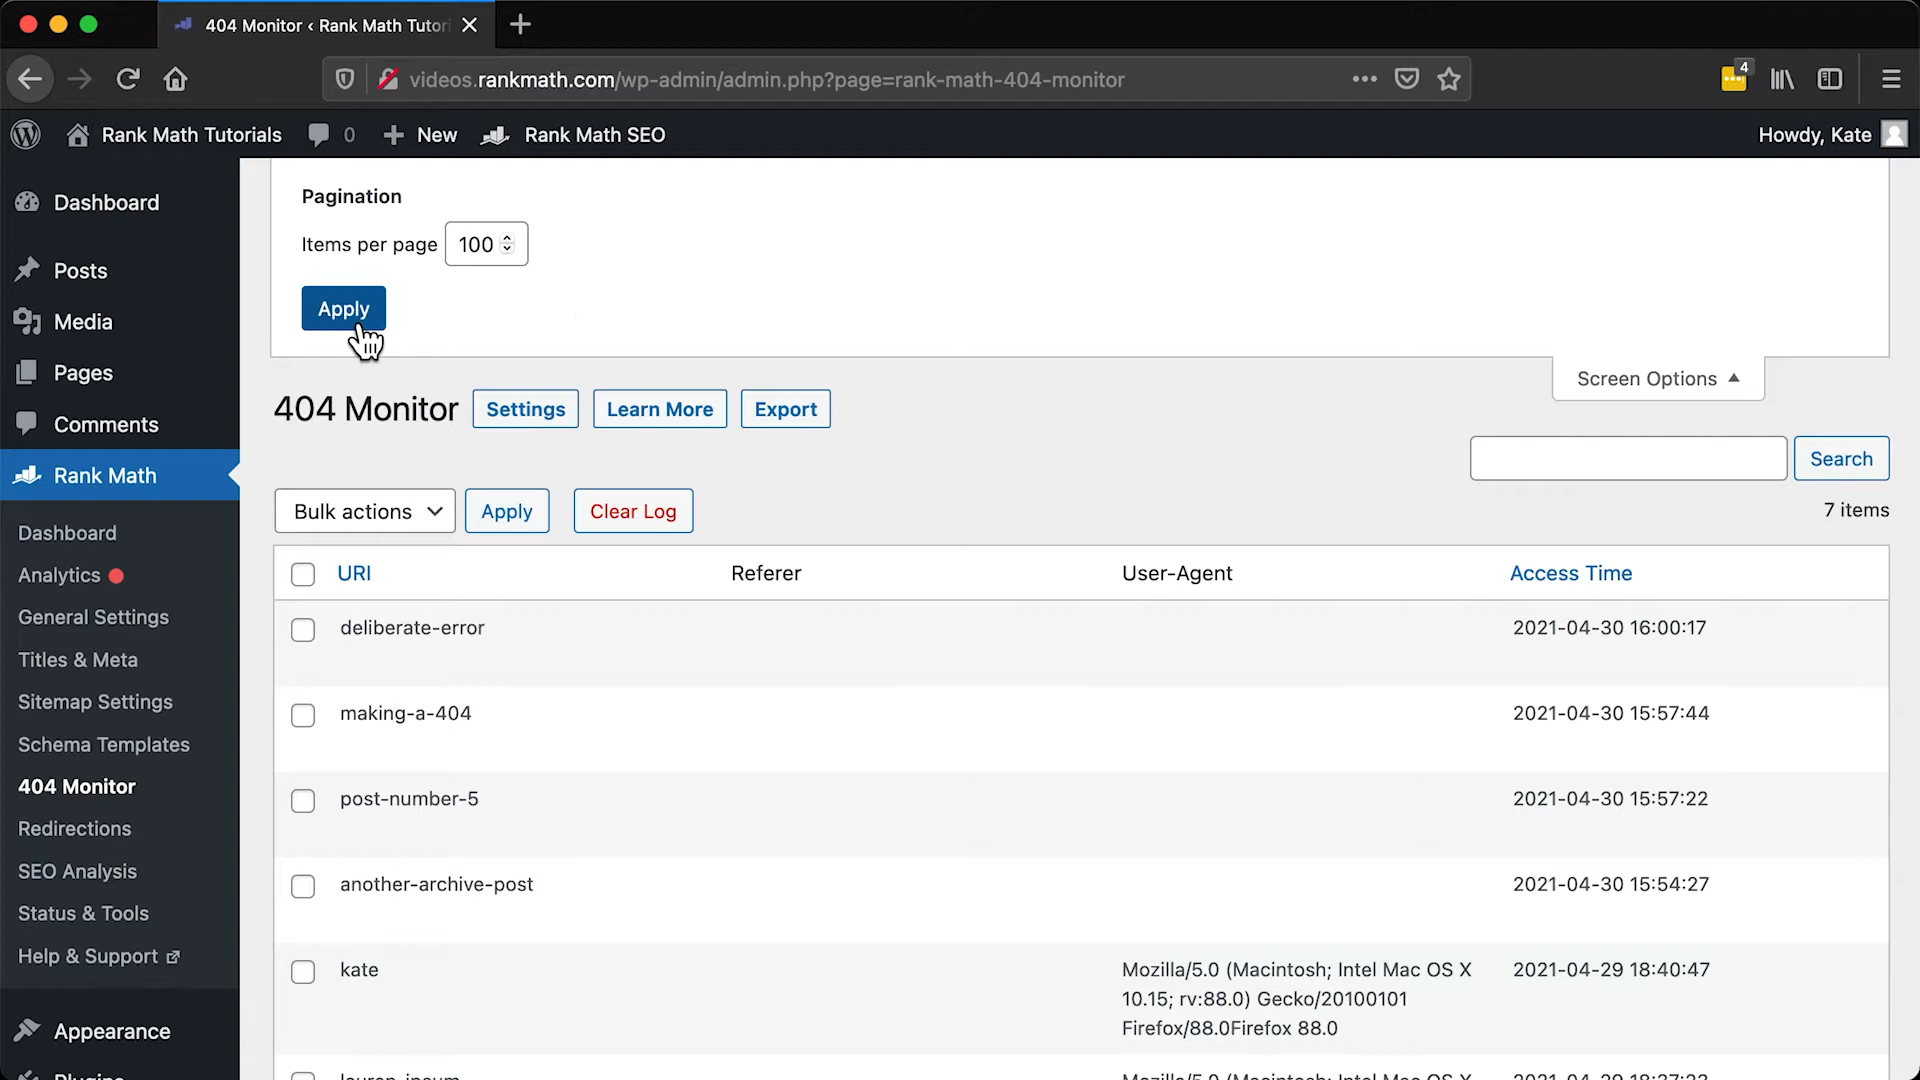 404 Monitor ‹ Rank Math Tutori
videos.rankmath.com/wp-admin/admin.php?page=rank-math-404-monitor
4
Rank Math Tutorials
0
New
Rank Math SEO
Howdy, Kate
Dashboard
Posts
Media
Pages
Comments
Rank Math
Dashboard
Analytics
General Settings
Titles & Meta
Sitemap Settings
Schema Templates
404 Monitor
Redirections
SEO Analysis
Status & Tools
Help & Support
Appearance
Plugins
Pagination
Items per page 100
Apply
Screen Options
404 Monitor Settings Learn More Export
Search
Bulk actions Apply Clear Log 7 items
URI Referer User-Agent Access Time
deliberate-error 2021-04-30 16:00:17
making-a-404 2021-04-30 15:57:44
post-number-5 2021-04-30 15:57:22
another-archive-post 2021-04-30 15:54:27
kate Mozilla/5.0 (Macintosh; Intel Mac OS X 2021-04-29 18:40:47
10.15; rv:88.0) Gecko/20100101
Firefox/88.0Firefox 88.0
Mozilla/5.0 (Macintosh; Intel Mac OS X